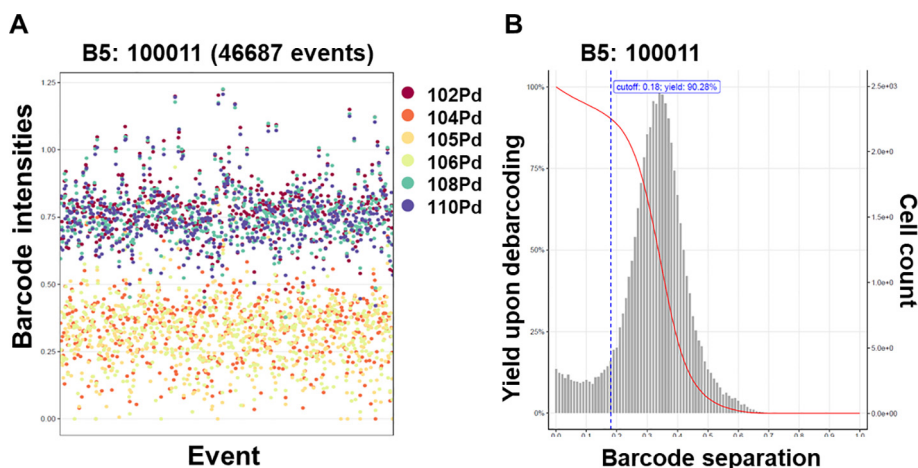 A
B5: 100011 (46687 events)
1.25
1.00
0.75
0.50
0.25
0.00
Barcode intensities
Event
102Pd
104Pd
105Pd
106Pd
108Pd
110Pd
B
B5: 100011
cutoff: 0.18; yield: 90.28%
100%
75%
50%
25%
0%
Yield upon debarcoding
2.5e+03
2.0e+03
1.5e+03
1.0e+03
5.0e+02
0.0e+00
Cell count
0.0 0.1 0.2 0.3 0.4 0.5 0.6 0.7 0.8 0.9 1.0
Barcode separation